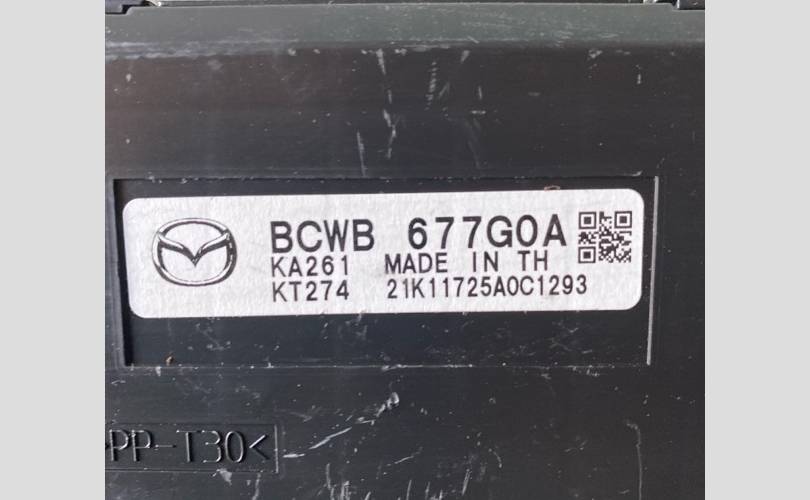 BCWB 677G0A
KA261 MADE IN TH
KT274 21K11725A0C1293
>PP-T30<